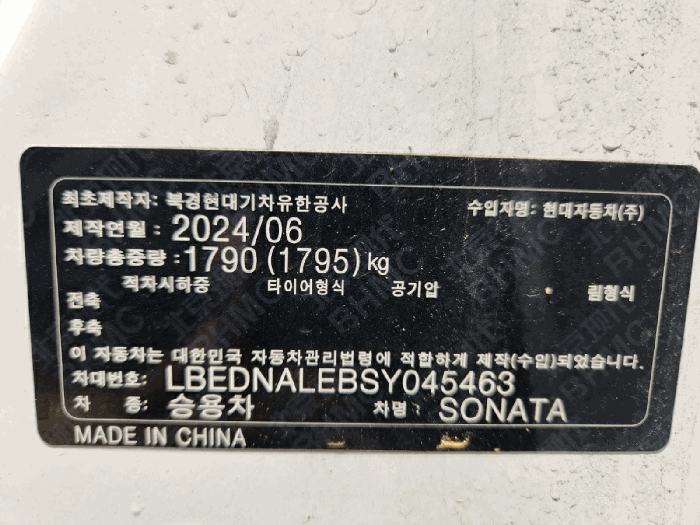 최초제작자: 북경현대기차유한공사 수입자명: 현대자동차(주)
제작연월: 2024/06
차량총중량: 1790 (1795) kg
적차시하중 타이어형식 공기압 림형식
전축
후축
이 자동차는 대한민국 자동차관리법령에 적합하게 제작(수입)되었습니다.
차대번호: LBEDNALEBSY045463
차 종: 승용차 차명: SONATA
MADE IN CHINA